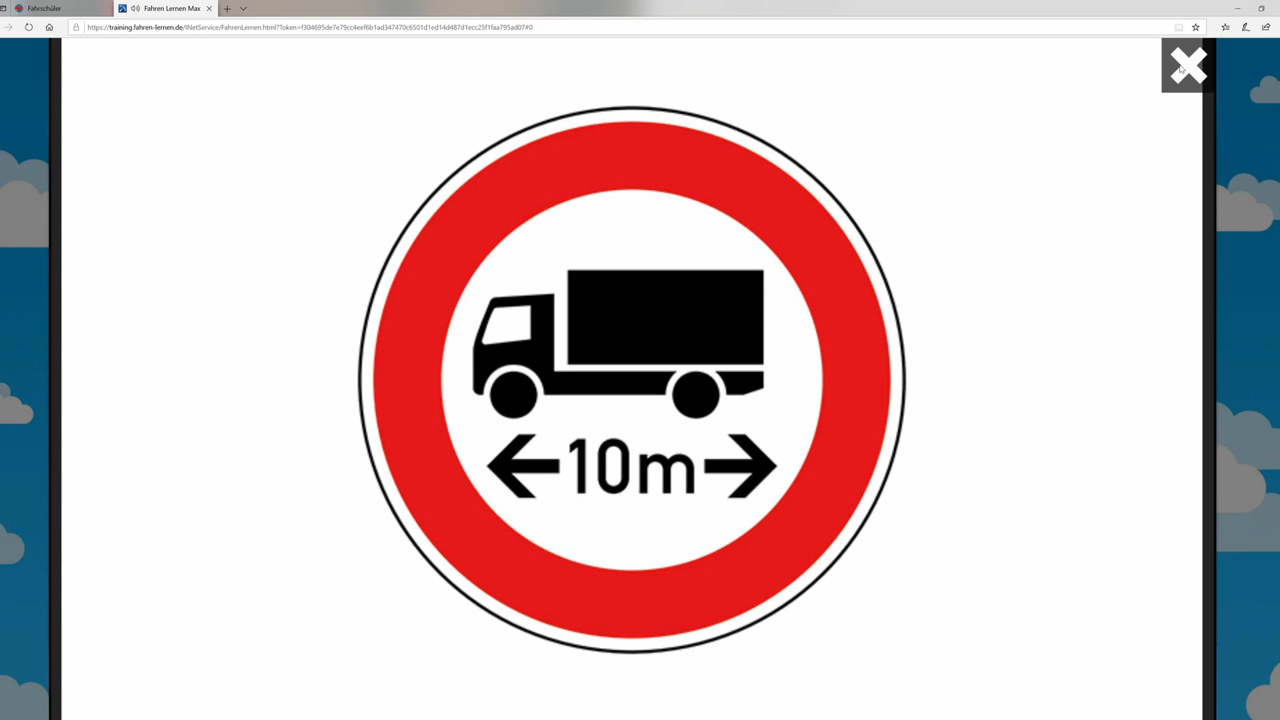 Fahrschüler
Fahren Lernen Max
https://training.fahren-lernen.de/INetService/FahrenLernen.html?Token=f304695de7e79cc4eef6b1ad347470c6501d1ed14d487d1ecc25f1faa795ad07#0
10m